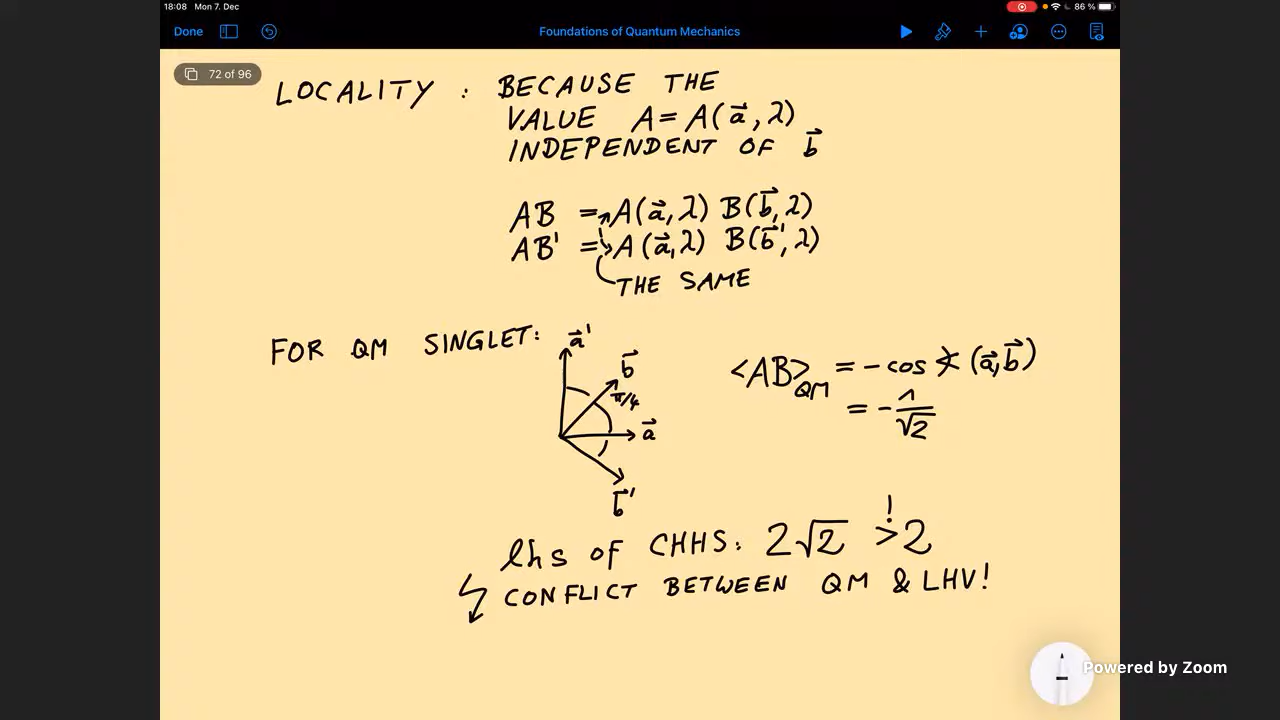 18:08 Mon 7. Dec 86 %
Done Foundations of Quantum Mechanics
72 of 96
LOCALITY : BECAUSE THE
VALUE A = A(a⃗, λ)
INDEPENDENT OF b⃗
AB = A(a⃗, λ) B(b⃗, λ)
AB' = A(a⃗, λ) B(b⃗', λ)
THE SAME
FOR QM SINGLET:
a⃗'
b⃗
π/4
a⃗
b⃗'
<AB>QM = - cos ∢ (a⃗, b⃗)
= - 1/√2
lhs of CHHS: 2√2 >! 2
CONFLICT BETWEEN QM & LHV!
Powered by Zoom